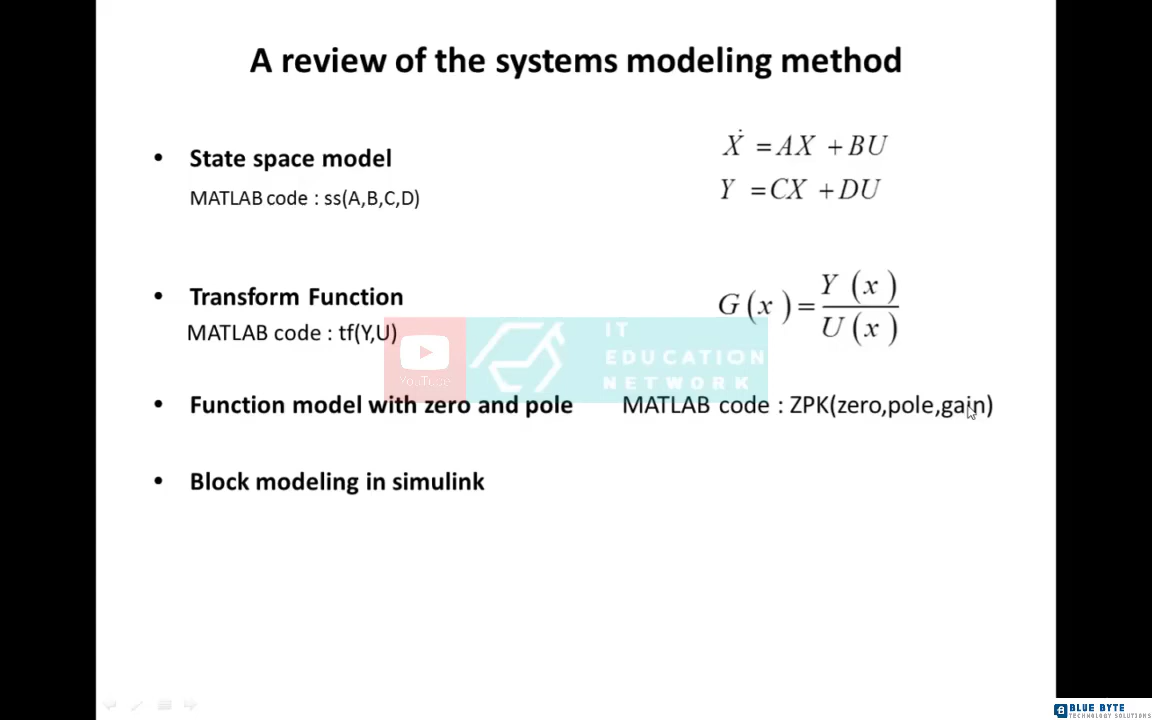 A review of the systems modeling method
• State space model
MATLAB code : ss(A,B,C,D)
Ẋ = AX + BU
Y = CX + DU
• Transform Function
MATLAB code : tf(Y,U)
G(x) = Y(x) / U(x)
YouTube
IT
EDUCATION
NETWORK
• Function model with zero and pole MATLAB code : ZPK(zero,pole,gain)
• Block modeling in simulink
BLUE BYTE
TECHNOLOGY SOLUTIONS